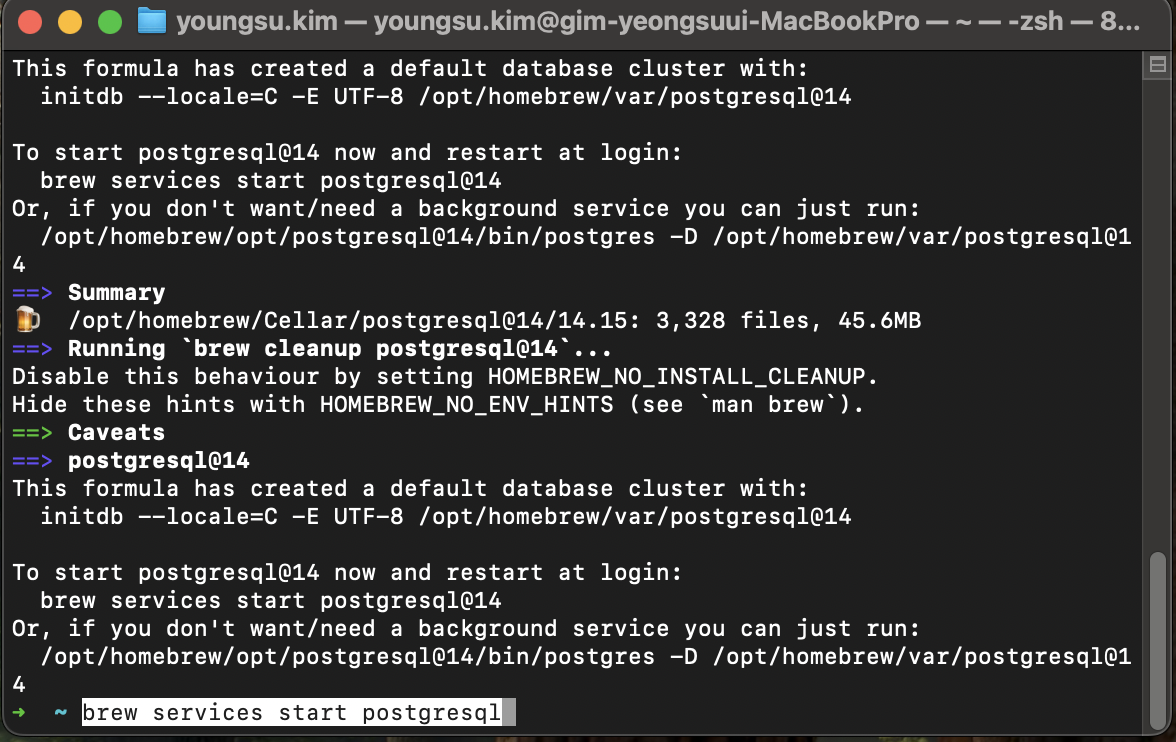 youngsu.kim — youngsu.kim@gim-yeongsuui-MacBookPro — ~ — -zsh — 8...
This formula has created a default database cluster with:
  initdb --locale=C -E UTF-8 /opt/homebrew/var/postgresql@14

To start postgresql@14 now and restart at login:
  brew services start postgresql@14
Or, if you don't want/need a background service you can just run:
  /opt/homebrew/opt/postgresql@14/bin/postgres -D /opt/homebrew/var/postgresql@1
4
==> Summary
🍺  /opt/homebrew/Cellar/postgresql@14/14.15: 3,328 files, 45.6MB
==> Running `brew cleanup postgresql@14`...
Disable this behaviour by setting HOMEBREW_NO_INSTALL_CLEANUP.
Hide these hints with HOMEBREW_NO_ENV_HINTS (see `man brew`).
==> Caveats
==> postgresql@14
This formula has created a default database cluster with:
  initdb --locale=C -E UTF-8 /opt/homebrew/var/postgresql@14

To start postgresql@14 now and restart at login:
  brew services start postgresql@14
Or, if you don't want/need a background service you can just run:
  /opt/homebrew/opt/postgresql@14/bin/postgres -D /opt/homebrew/var/postgresql@1
4
➜  ~ brew services start postgresql